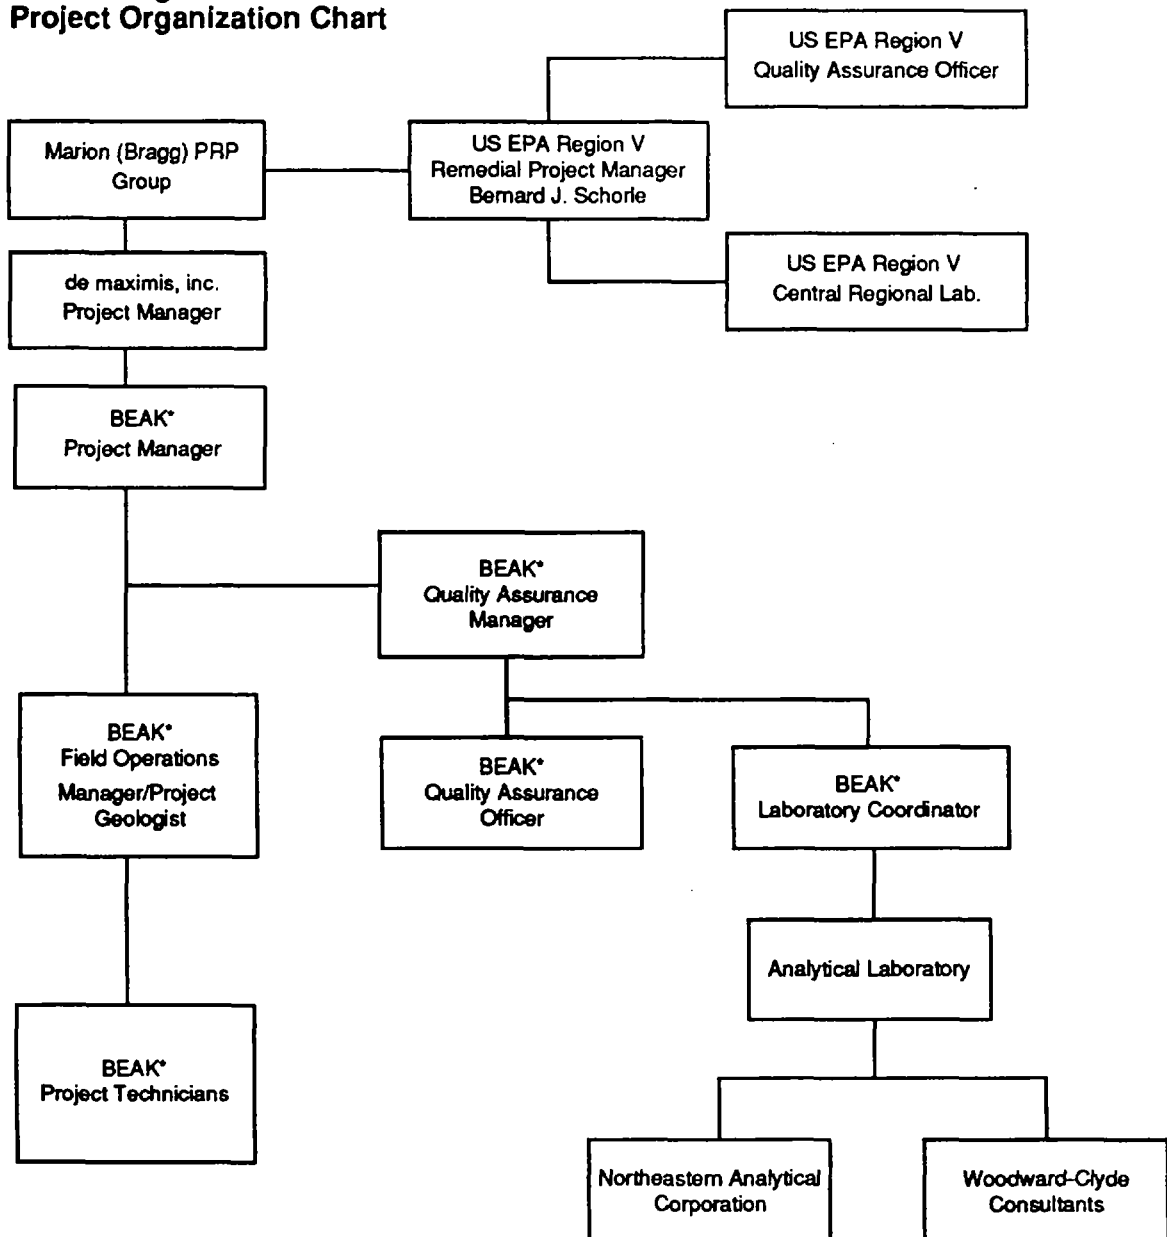 Project Organization Chart
US EPA Region V
Quality Assurance Officer
Marion (Bragg) PRP
Group
US EPA Region V
Remedial Project Manager
Bernard J. Schorle
de maximis, inc.
Project Manager
US EPA Region V
Central Regional Lab.
BEAK*
Project Manager
BEAK*
Quality Assurance
Manager
BEAK*
Field Operations
Manager/Project
Geologist
BEAK*
Quality Assurance
Officer
BEAK*
Laboratory Coordinator
Analytical Laboratory
BEAK*
Project Technicians
Northeastern Analytical
Corporation
Woodward-Clyde
Consultants